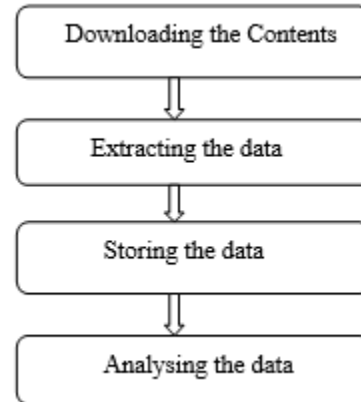 Downloading the Contents
Extracting the data
Storing the data
Analysing the data